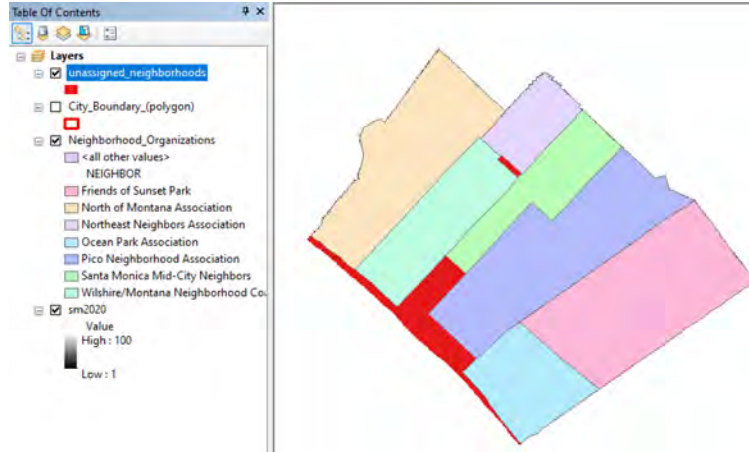 Table Of Contents
Layers
unassigned_neighborhoods
City_Boundary_(polygon)
Neighborhood_Organizations
<all other values>
NEIGHBOR
Friends of Sunset Park
North of Montana Association
Northeast Neighbors Association
Ocean Park Association
Pico Neighborhood Association
Santa Monica Mid-City Neighbors
Wilshire/Montana Neighborhood Coa
sm2020
Value
High : 100
Low : 1